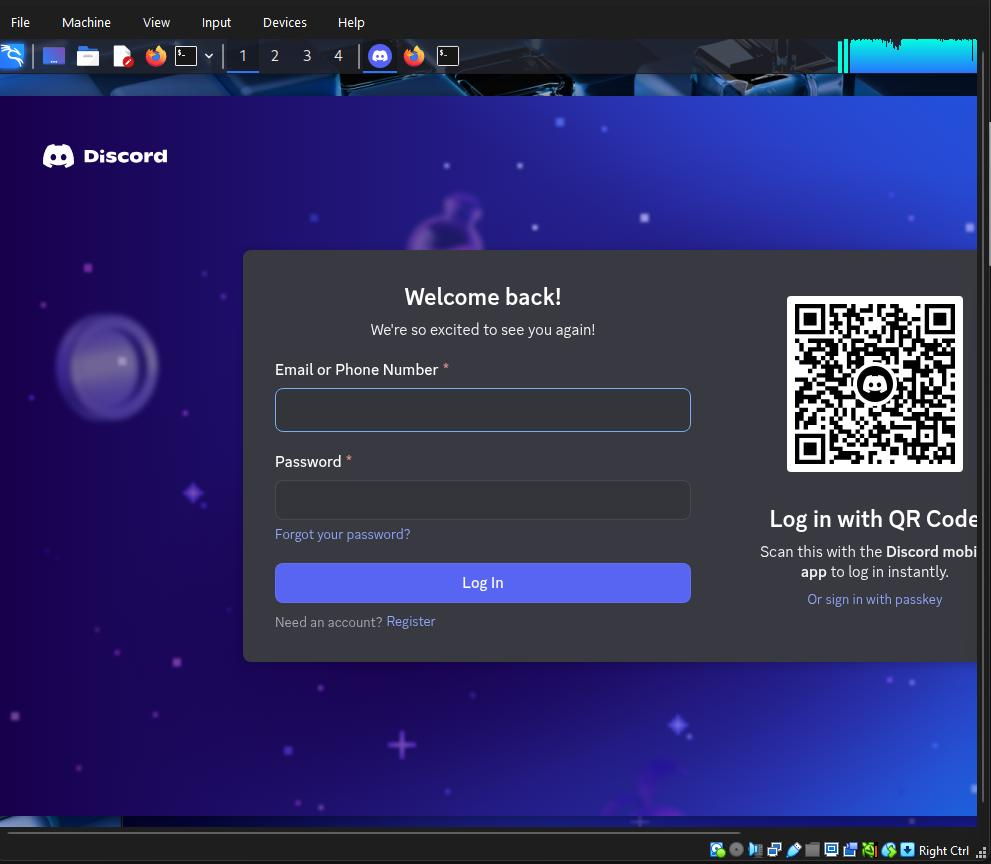 File Machine View Input Devices Help
1 2 3 4
Discord
Welcome back!
We're so excited to see you again!
Email or Phone Number *
Password *
Forgot your password?
Log In
Need an account? Register
Log in with QR Code
Scan this with the Discord mobi
app to log in instantly.
Or sign in with passkey
Right Ctrl